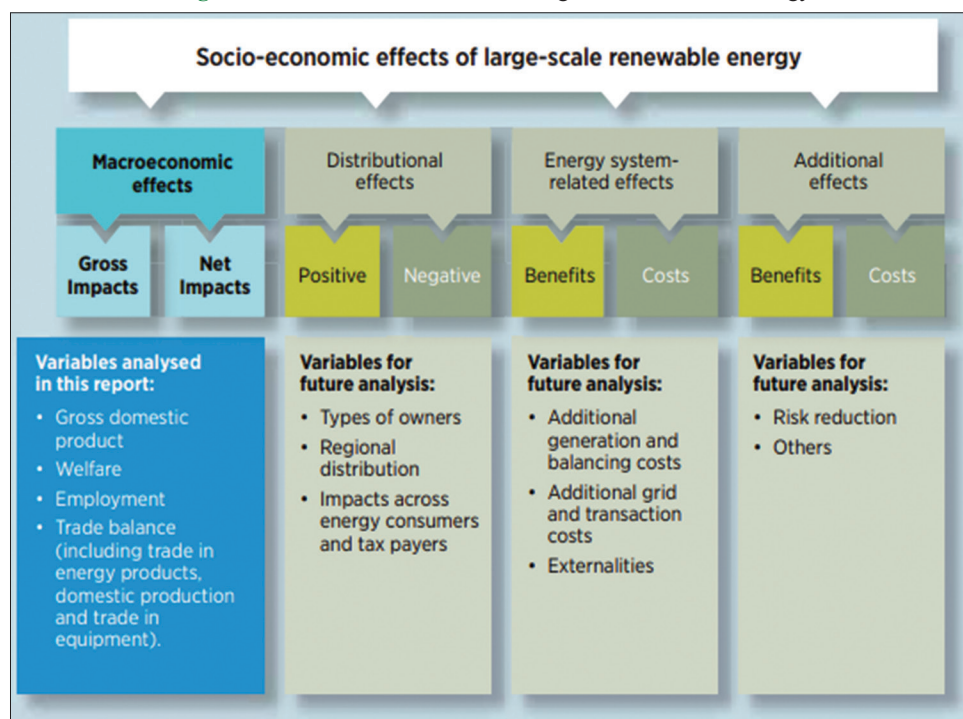 Socio-economic effects of large-scale renewable energy
Macroeconomic
effects
Distributional
effects
Energy system-
related effects
Additional
effects
Gross
Impacts
Net
Impacts
Positive
Negative
Benefits
Costs
Benefits
Costs
Variables analysed
in this report:
• Gross domestic
product
• Welfare
• Employment
• Trade balance
(including trade in
energy products,
domestic production
and trade in
equipment).
Variables for
future analysis:
• Types of owners
• Regional
distribution
• Impacts across
energy consumers
and tax payers
Variables for
future analysis:
• Additional
generation and
balancing costs
• Additional grid
and transaction
costs
• Externalities
Variables for
future analysis:
• Risk reduction
• Others